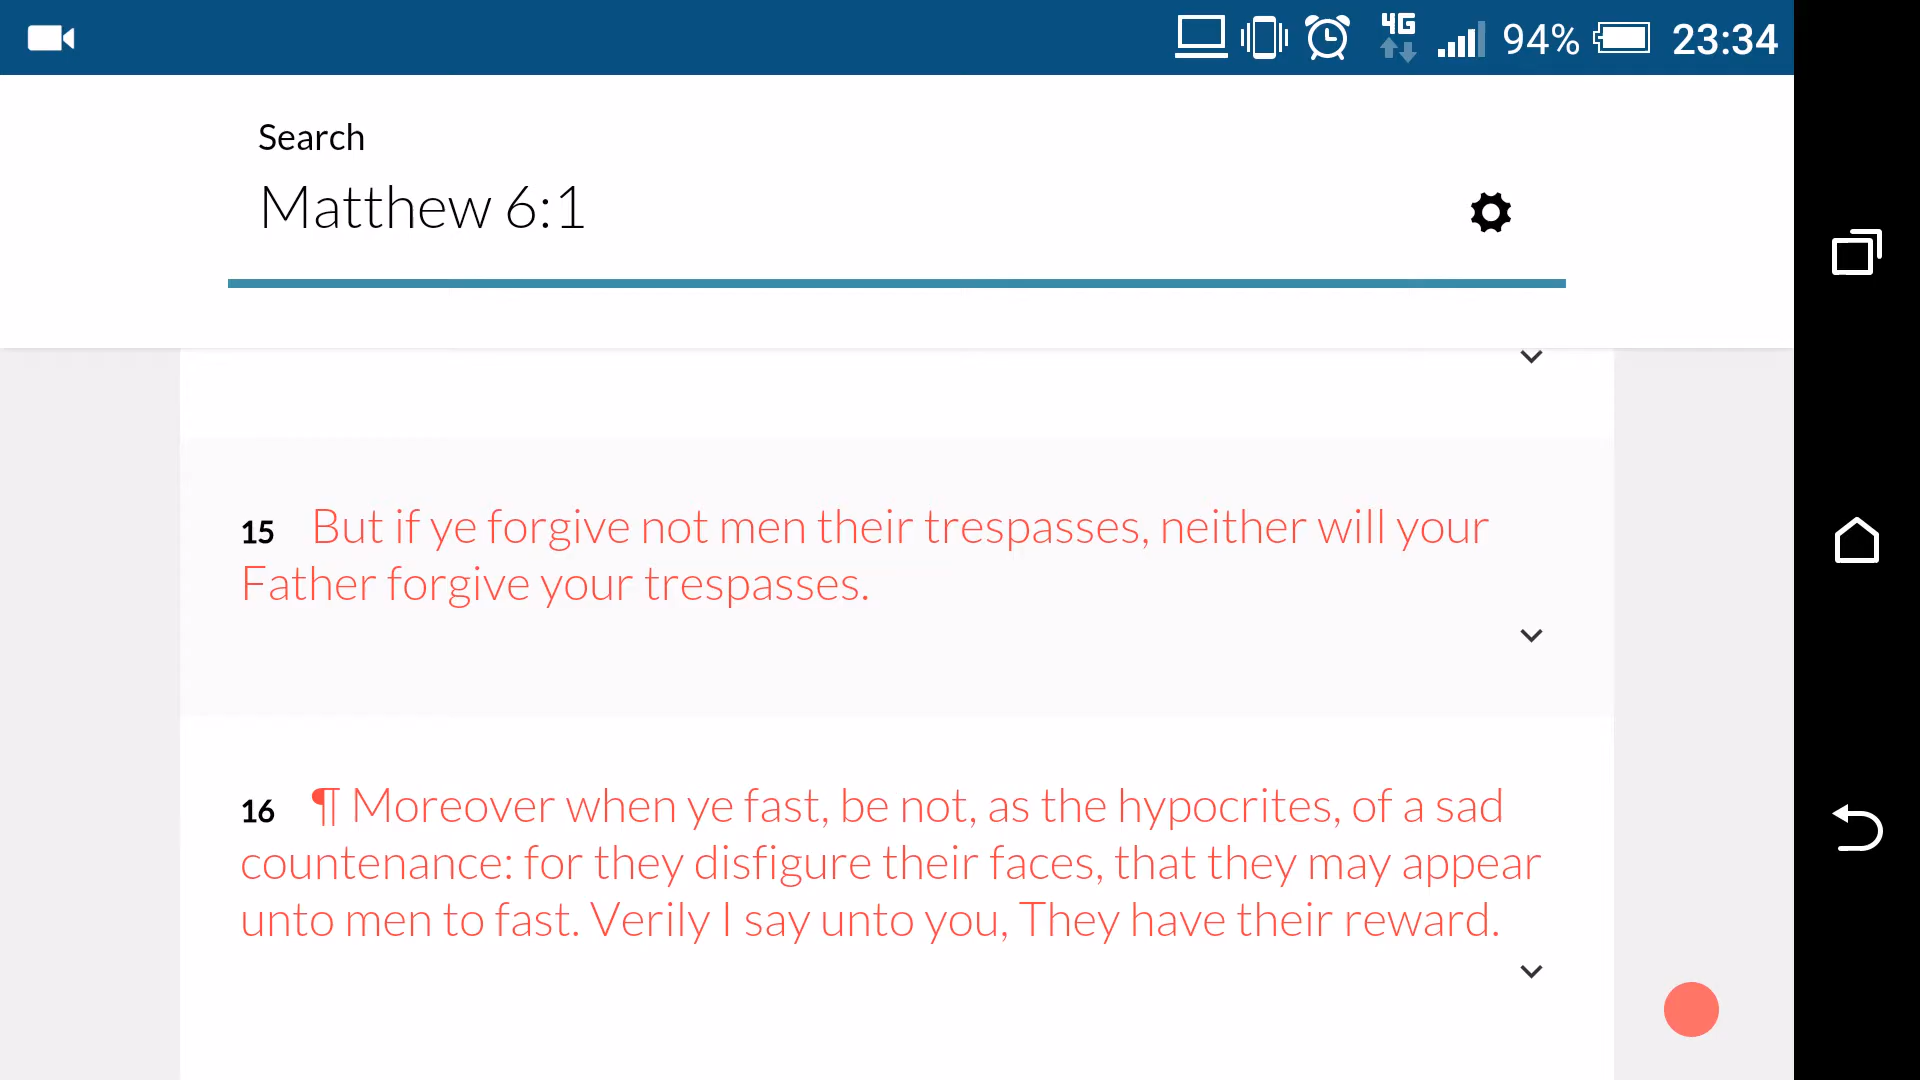 4G 94% 23:34
Search
Matthew 6:1
15 But if ye forgive not men their trespasses, neither will your
Father forgive your trespasses.
16 ¶ Moreover when ye fast, be not, as the hypocrites, of a sad
countenance: for they disfigure their faces, that they may appear
unto men to fast. Verily I say unto you, They have their reward.